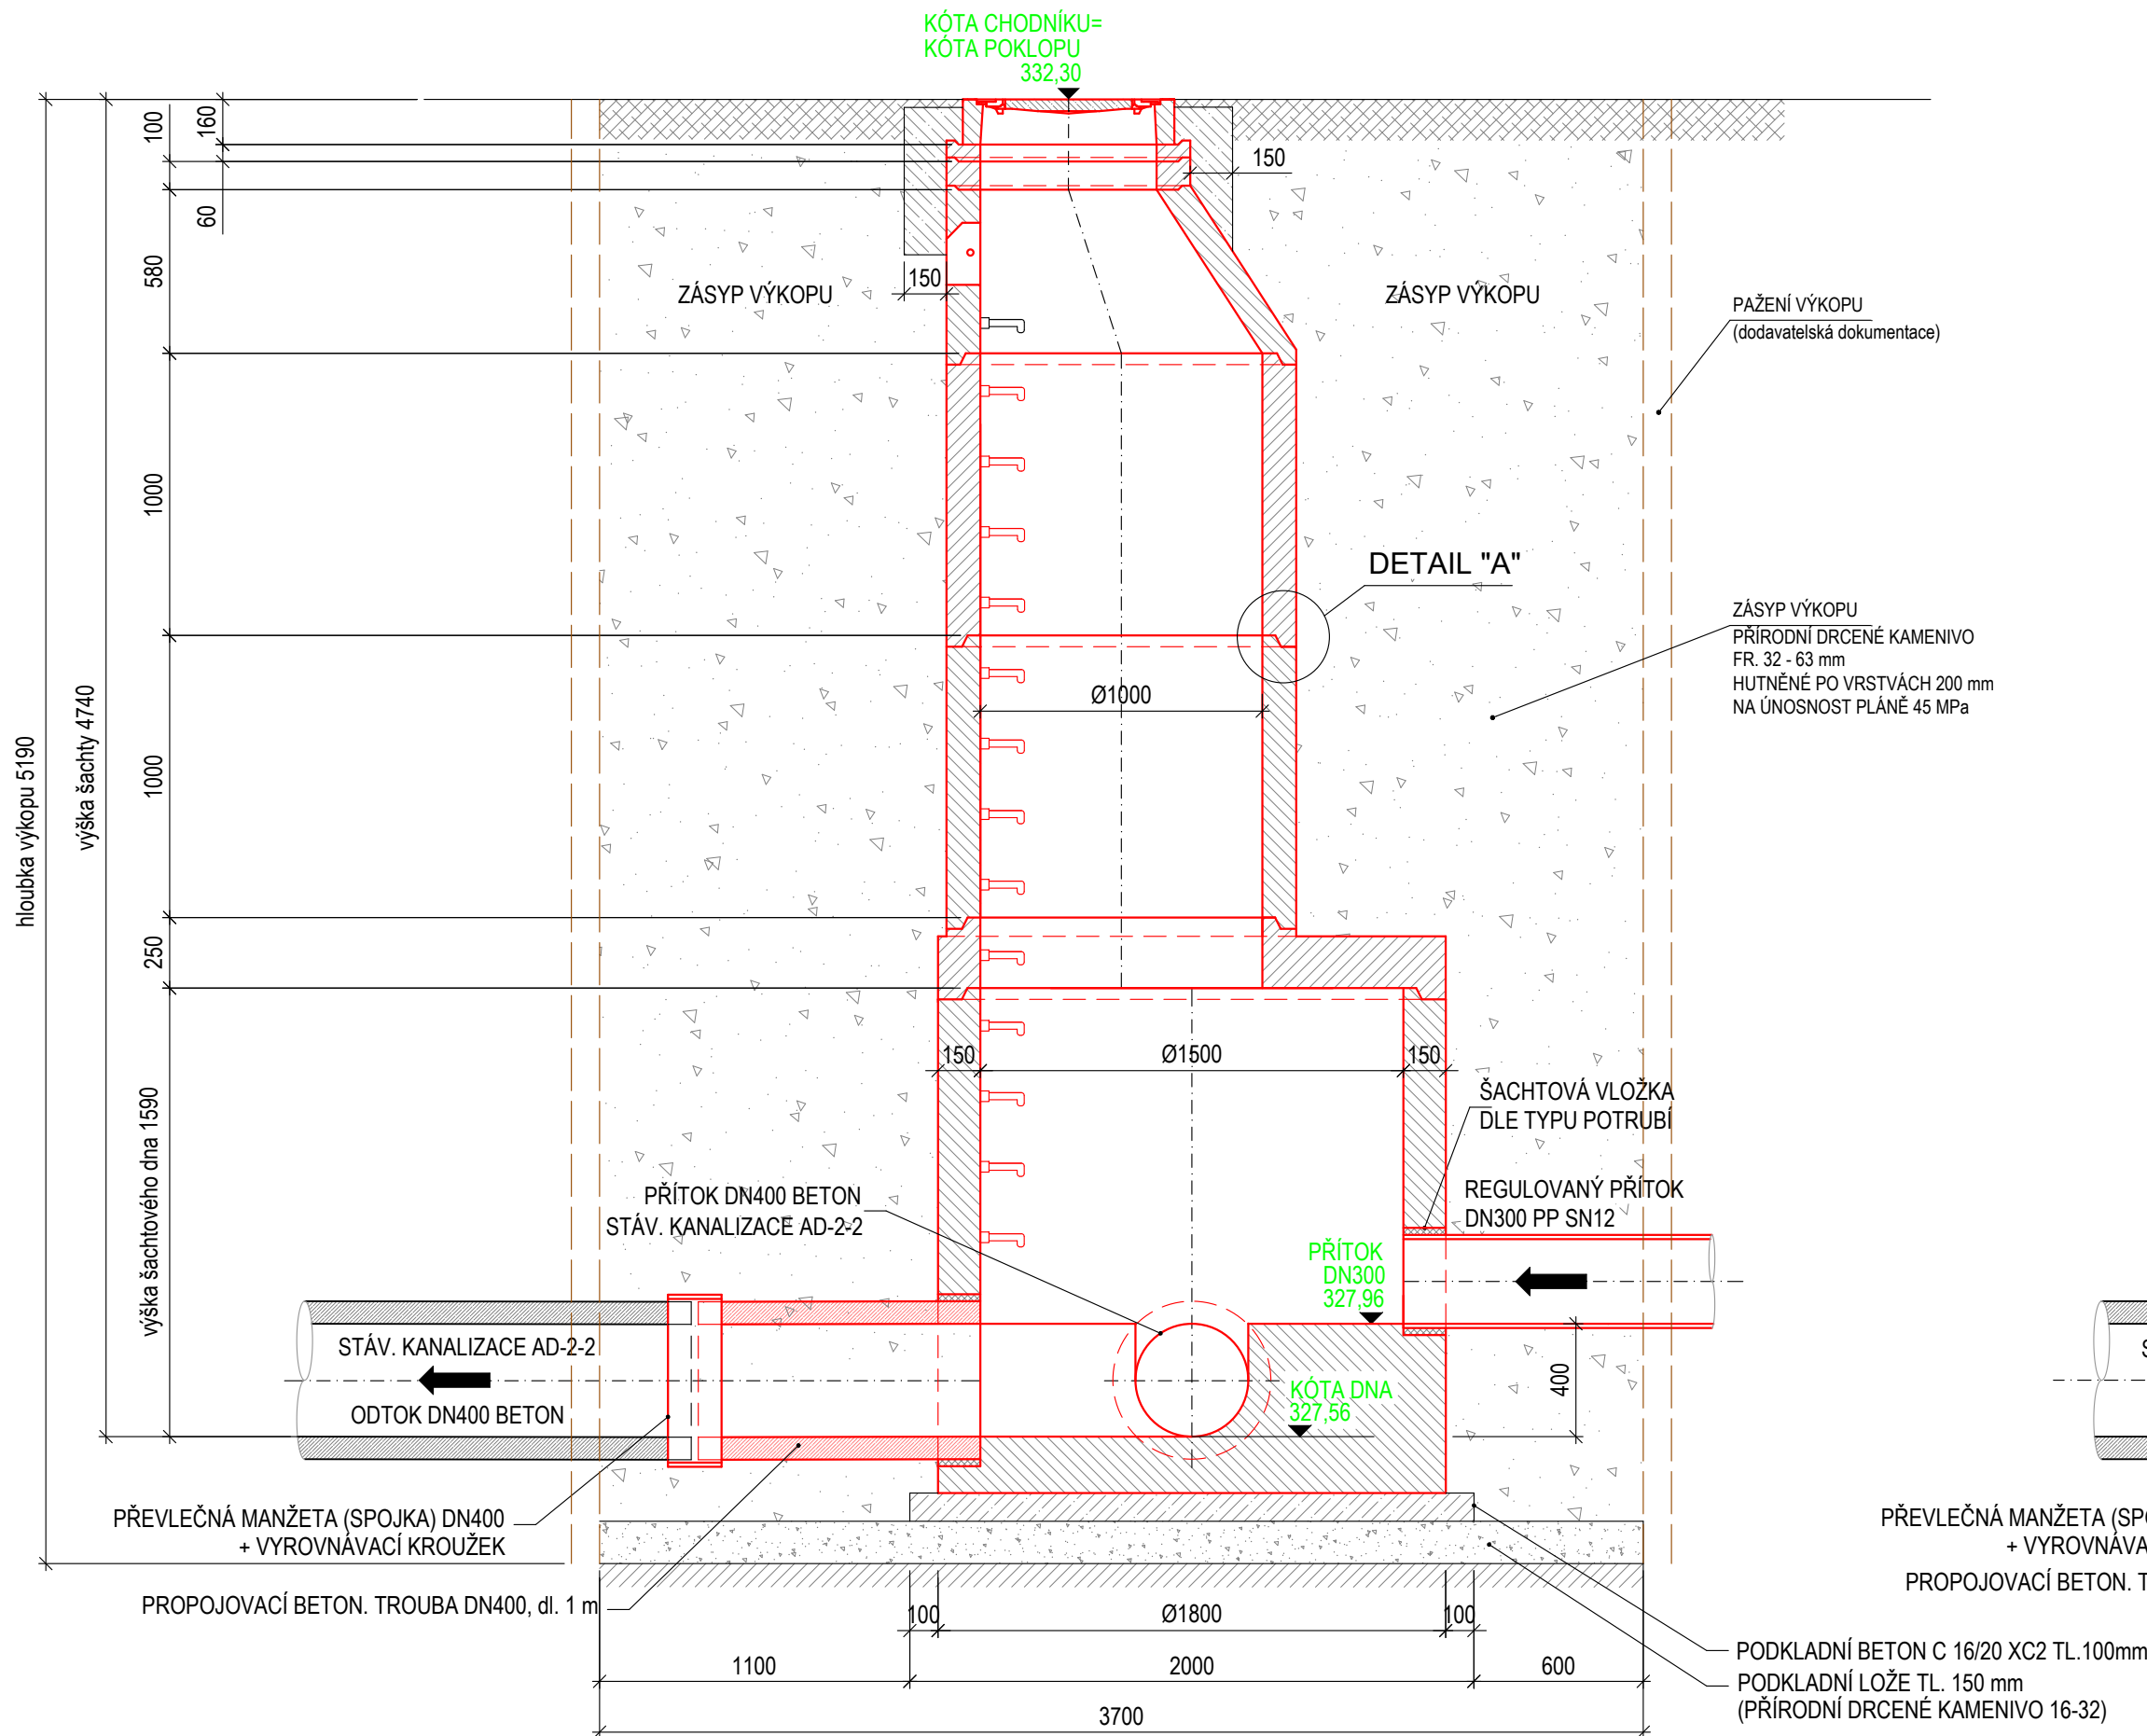 KÓTA CHODNÍKU=
KÓTA POKLOPU
332,30
100
160
60
580
1000
1000
250
150
150
ZÁSYP VÝKOPU
ZÁSYP VÝKOPU
PAŽENÍ VÝKOPU
(dodavatelská dokumentace)
DETAIL "A"
ZÁSYP VÝKOPU
PŘÍRODNÍ DRCENÉ KAMENIVO
FR. 32 - 63 mm
HUTNĚNÉ PO VRSTVÁCH 200 mm
NA ÚNOSNOST PLÁNĚ 45 MPa
Ø1000
hloubka výkopu 5190
výška šachty 4740
výška šachtového dna 1590
150
Ø1500
150
ŠACHTOVÁ VLOŽKA
DLE TYPU POTRUBÍ
PŘÍTOK DN400 BETON
STÁV. KANALIZACE AD-2-2
REGULOVANÝ PŘÍTOK
DN300 PP SN12
PŘÍTOK
DN300
327,96
STÁV. KANALIZACE AD-2-2
ODTOK DN400 BETON
KÓTA DNA
327,56
400
S
PŘEVLEČNÁ MANŽETA (SPOJKA) DN400
+ VYROVNÁVACÍ KROUŽEK
PROPOJOVACÍ BETON. TROUBA DN400, dl. 1 m
PŘEVLEČNÁ MANŽETA (SPO
+ VYROVNÁVA
PROPOJOVACÍ BETON. T
100
Ø1800
100
1100
2000
600
3700
PODKLADNÍ BETON C 16/20 XC2 TL.100mm
PODKLADNÍ LOŽE TL. 150 mm
(PŘÍRODNÍ DRCENÉ KAMENIVO 16-32)